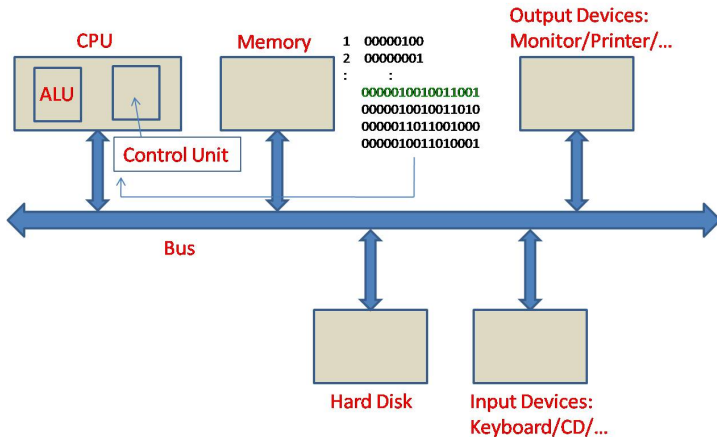 CPU
ALU
Control Unit
Memory
1 00000100
2 00000001
: :
0000010010011001
0000010010011010
0000011011001000
0000010011010001
Output Devices:
Monitor/Printer/...
Bus
Hard Disk
Input Devices:
Keyboard/CD/...